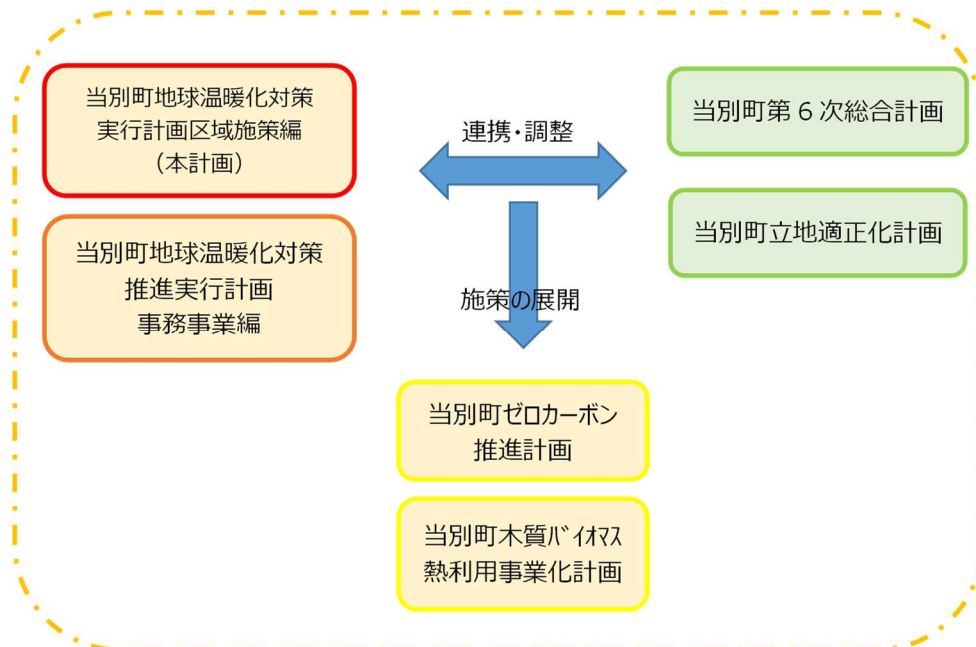 当別町地球温暖化対策
実行計画区域施策編
（本計画）
当別町地球温暖化対策
推進実行計画
事務事業編
連携・調整
施策の展開
当別町第６次総合計画
当別町立地適正化計画
当別町ゼロカーボン
推進計画
当別町木質ﾊﾞｲｵﾏｽ
熱利用事業化計画